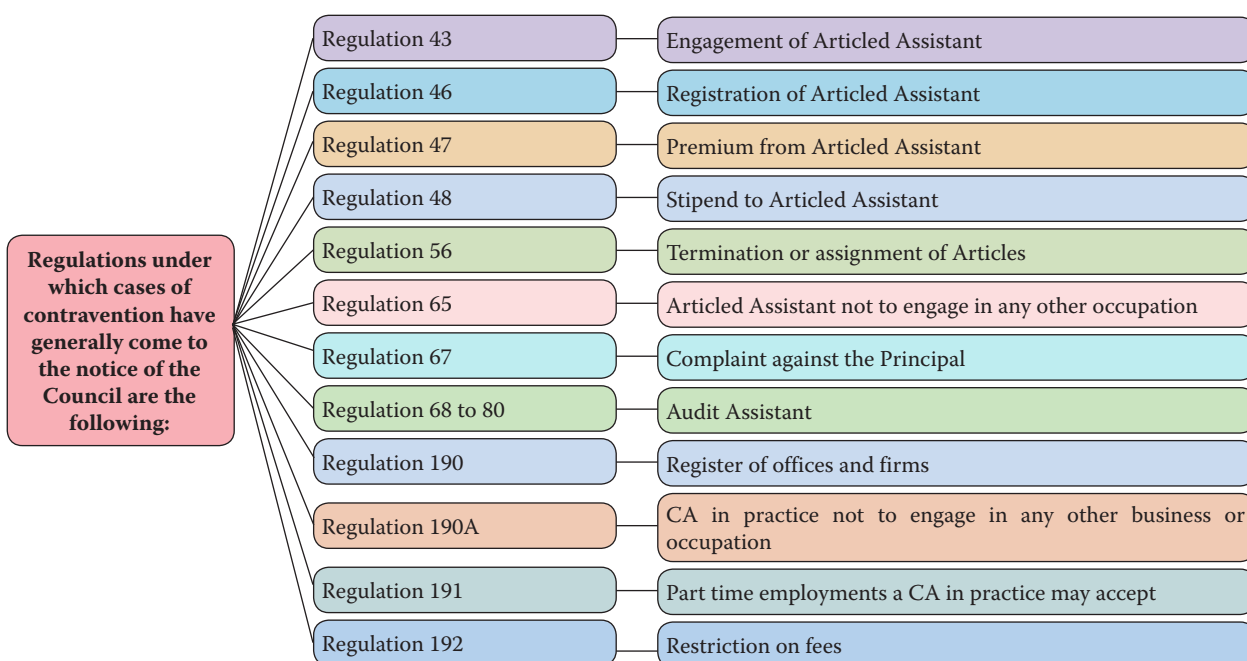 Regulations under
which cases of
contravention have
generally come to
the notice of the
Council are the
following:
Regulation 43
Engagement of Articled Assistant
Regulation 46
Registration of Articled Assistant
Regulation 47
Premium from Articled Assistant
Regulation 48
Stipend to Articled Assistant
Regulation 56
Termination or assignment of Articles
Regulation 65
Articled Assistant not to engage in any other occupation
Regulation 67
Complaint against the Principal
Regulation 68 to 80
Audit Assistant
Regulation 190
Register of offices and firms
Regulation 190A
CA in practice not to engage in any other business or
occupation
Regulation 191
Part time employments a CA in practice may accept
Regulation 192
Restriction on fees